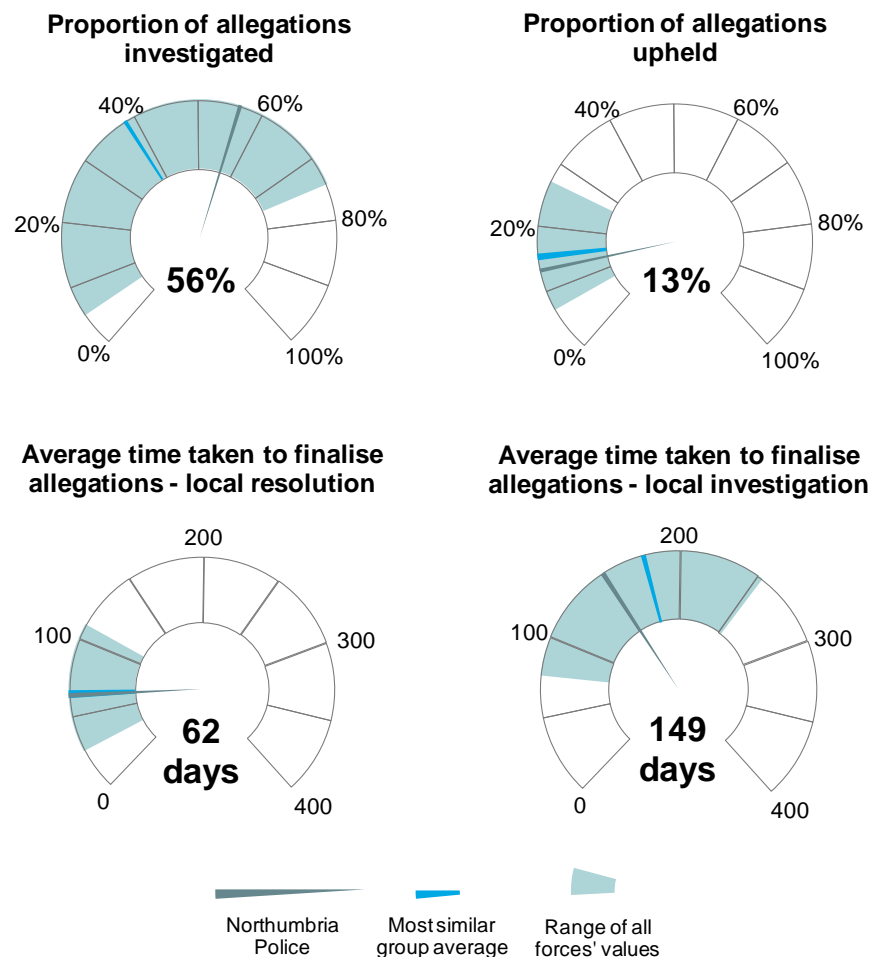 Proportion of allegations
investigated
40%
60%
20%
80%
56%
0%
100%
Proportion of allegations
upheld
40%
60%
20%
80%
13%
0%
100%
Average time taken to finalise
allegations - local resolution
200
100
300
62
days
0
400
Average time taken to finalise
allegations - local investigation
200
100
300
149
days
0
400
Northumbria
Police
Most similar
group average
Range of all
forces' values